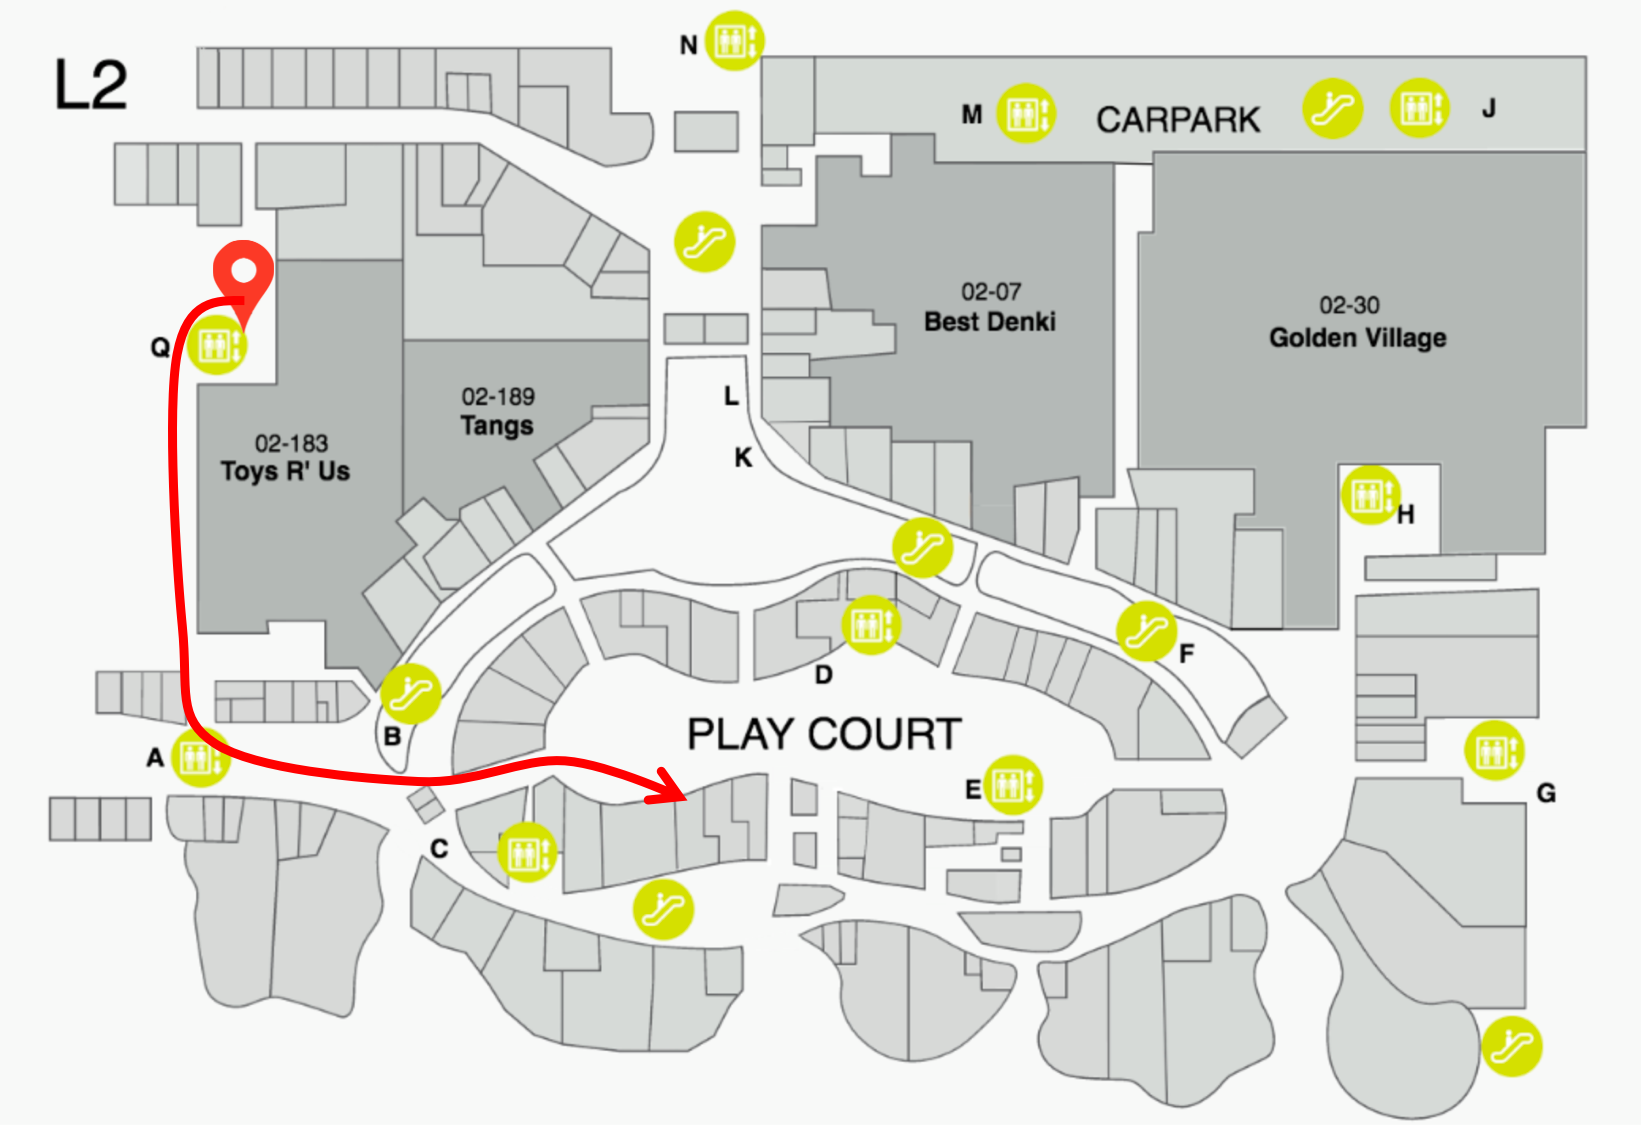 L2
N
M
CARPARK
J
Q
02-07
Best Denki
02-30
Golden Village
02-189
Tangs
L
02-183
Toys R' Us
K
H
F
D
B
PLAY COURT
A
E
G
C